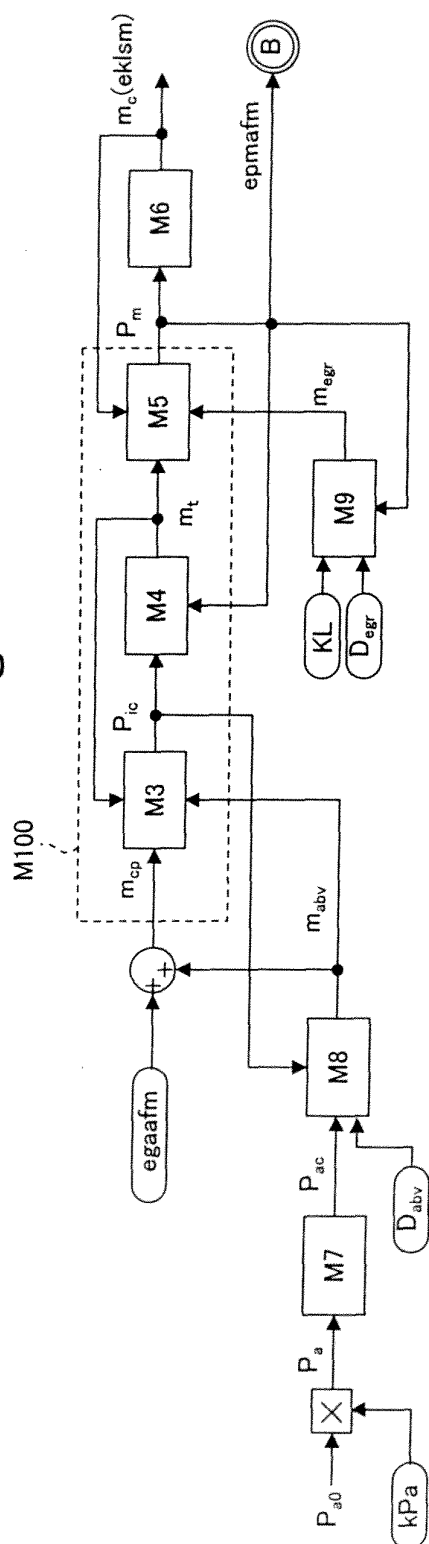 M100
egaafm
m_cp
M3
P_ic
M4
m_t
M5
P_m
M6
m_c(eklsm)
epmafm
B
P_a0
kPa
P_a
M7
P_ac
D_abv
M8
m_abv
KL
D_egr
M9
m_egr